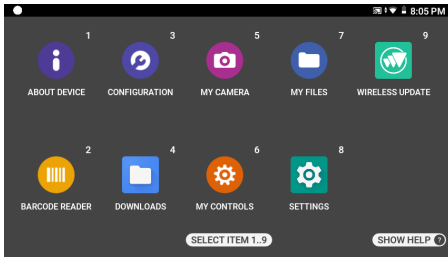 8:05 PM
1
3
5
7
9
ABOUT DEVICE
CONFIGURATION
MY CAMERA
MY FILES
WIRELESS UPDATE
2
4
6
8
BARCODE READER
DOWNLOADS
MY CONTROLS
SETTINGS
SELECT ITEM 1..9
SHOW HELP ?